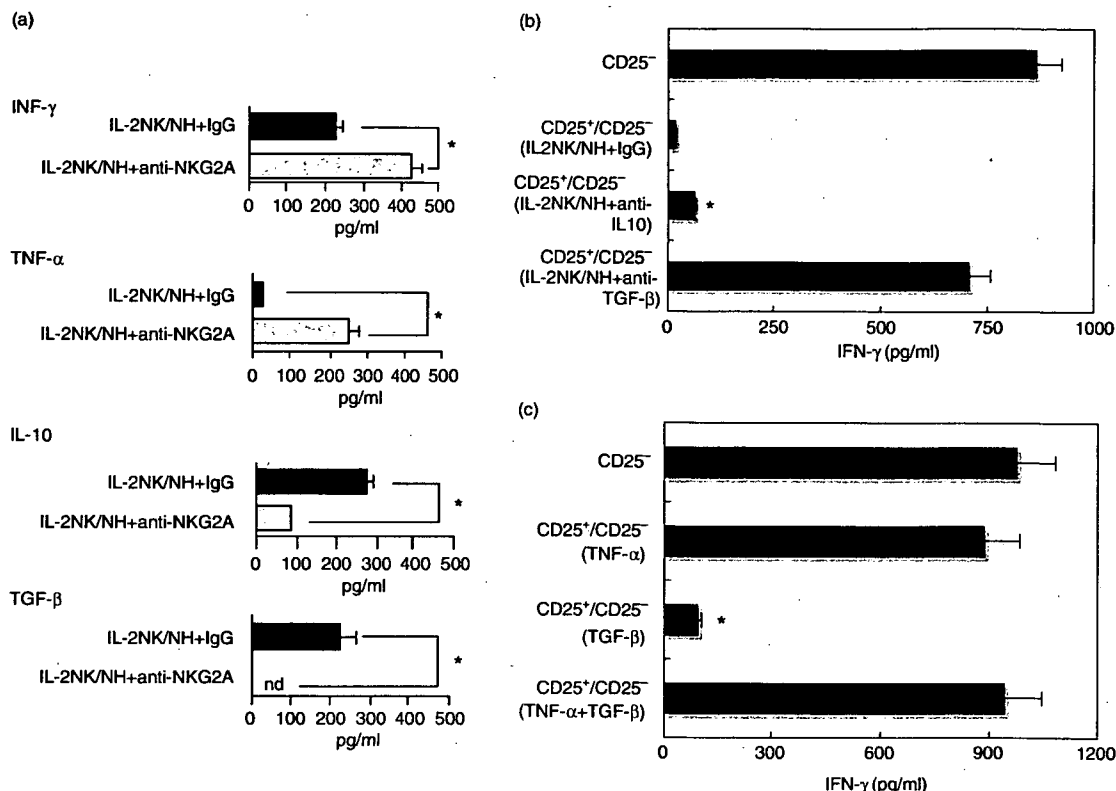 (a)
INF-γ
IL-2NK/NH+IgG
IL-2NK/NH+anti-NKG2A
*
0 100 200 300 400 500
pg/ml
TNF-α
IL-2NK/NH+IgG
IL-2NK/NH+anti-NKG2A
*
0 100 200 300 400 500
pg/ml
IL-10
IL-2NK/NH+IgG
IL-2NK/NH+anti-NKG2A
*
0 100 200 300 400 500
pg/ml
TGF-β
IL-2NK/NH+IgG
IL-2NK/NH+anti-NKG2A
nd
*
0 100 200 300 400 500
pg/ml
(b)
CD25⁻
CD25⁺/CD25⁻
(IL2NK/NH+IgG)
CD25⁺/CD25⁻
(IL-2NK/NH+anti-
IL10)
*
CD25⁺/CD25⁻
(IL-2NK/NH+anti-
TGF-β)
0 250 500 750 1000
IFN-γ (pg/ml)
(c)
CD25⁻
CD25⁺/CD25⁻
(TNF-α)
CD25⁺/CD25⁻
(TGF-β)
*
CD25⁺/CD25⁻
(TNF-α+TGF-β)
0 300 600 900 1200
IFN-γ (pg/ml)